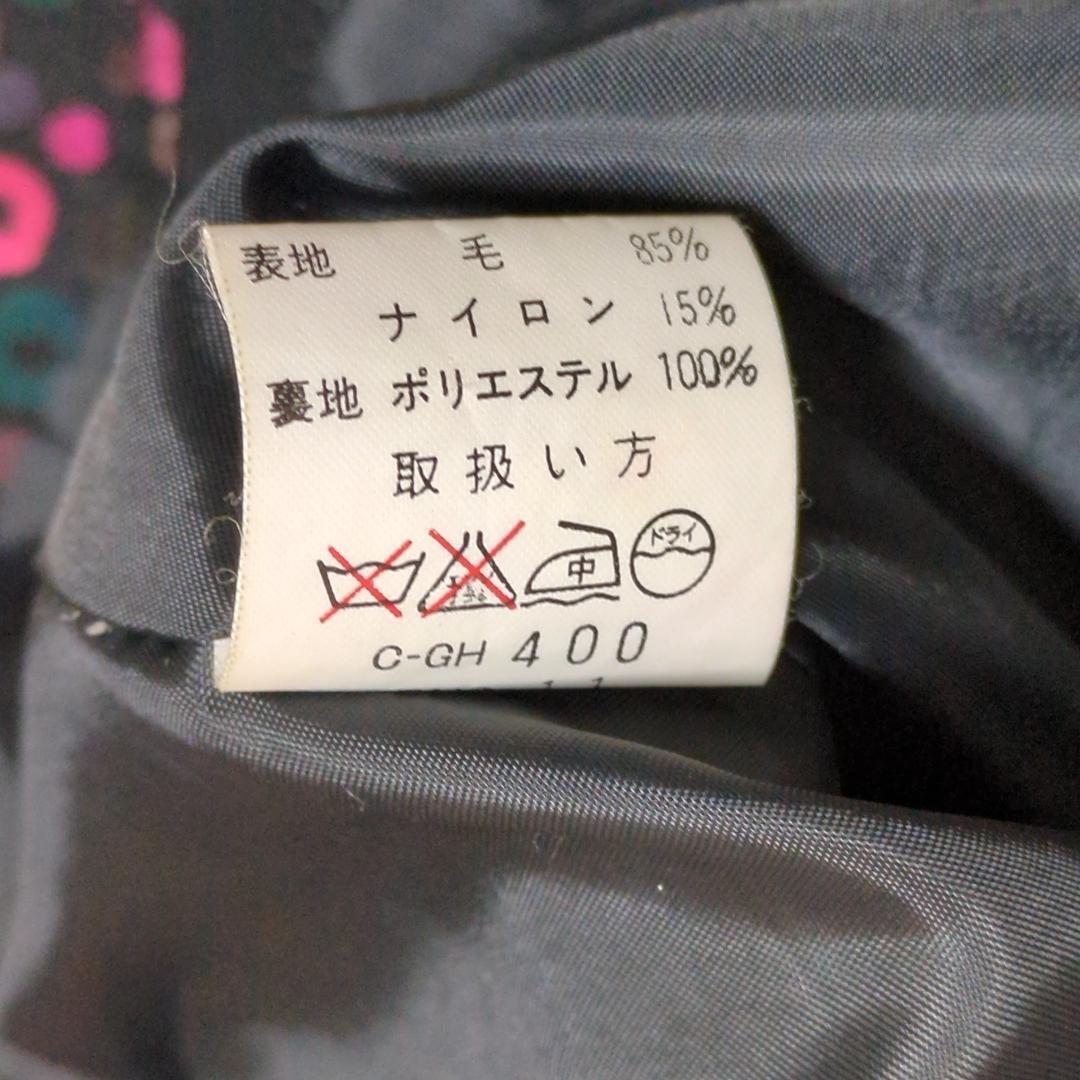 表地 毛 85%
ナイロン 15%
裏地 ポリエステル 100%
取扱い方
中 ドライ
C-GH 400